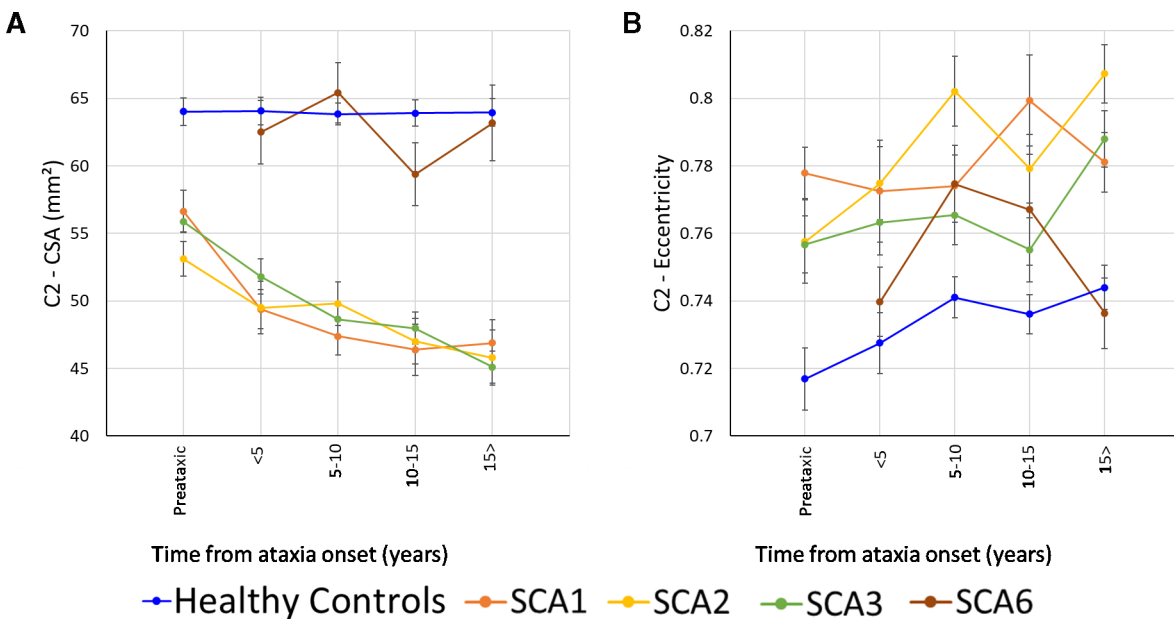 A
C2 - CSA (mm²)
70
65
60
55
50
45
40
Preataxic
<5
5-10
10-15
15>
Time from ataxia onset (years)
B
C2 - Eccentricity
0.82
0.8
0.78
0.76
0.74
0.72
0.7
Preataxic
<5
5-10
10-15
15>
Time from ataxia onset (years)
Healthy Controls SCA1 SCA2 SCA3 SCA6